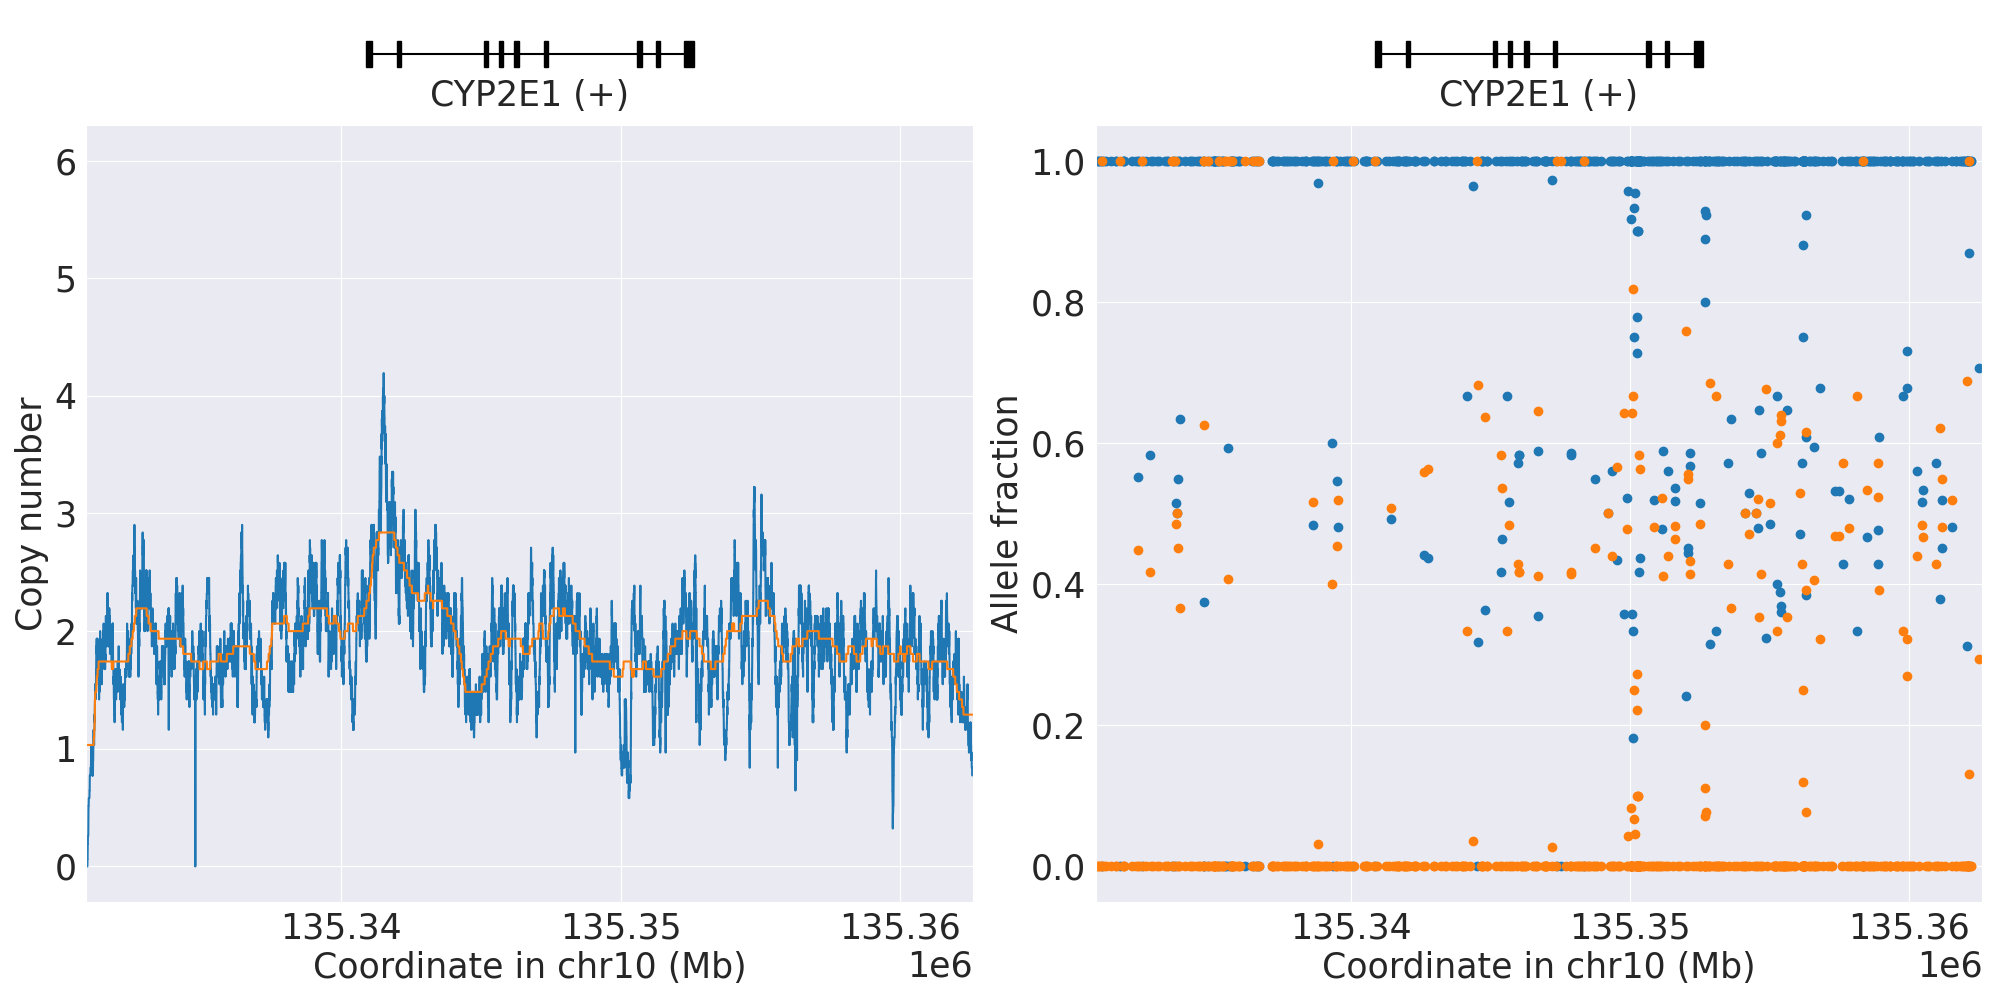 CYP2E1 (+)
CYP2E1 (+)
Copy number
6
5
4
3
2
1
0
135.34 135.35 135.36
Coordinate in chr10 (Mb)
1e6
Allele fraction
1.0
0.8
0.6
0.4
0.2
0.0
135.34 135.35 135.36
Coordinate in chr10 (Mb)
1e6